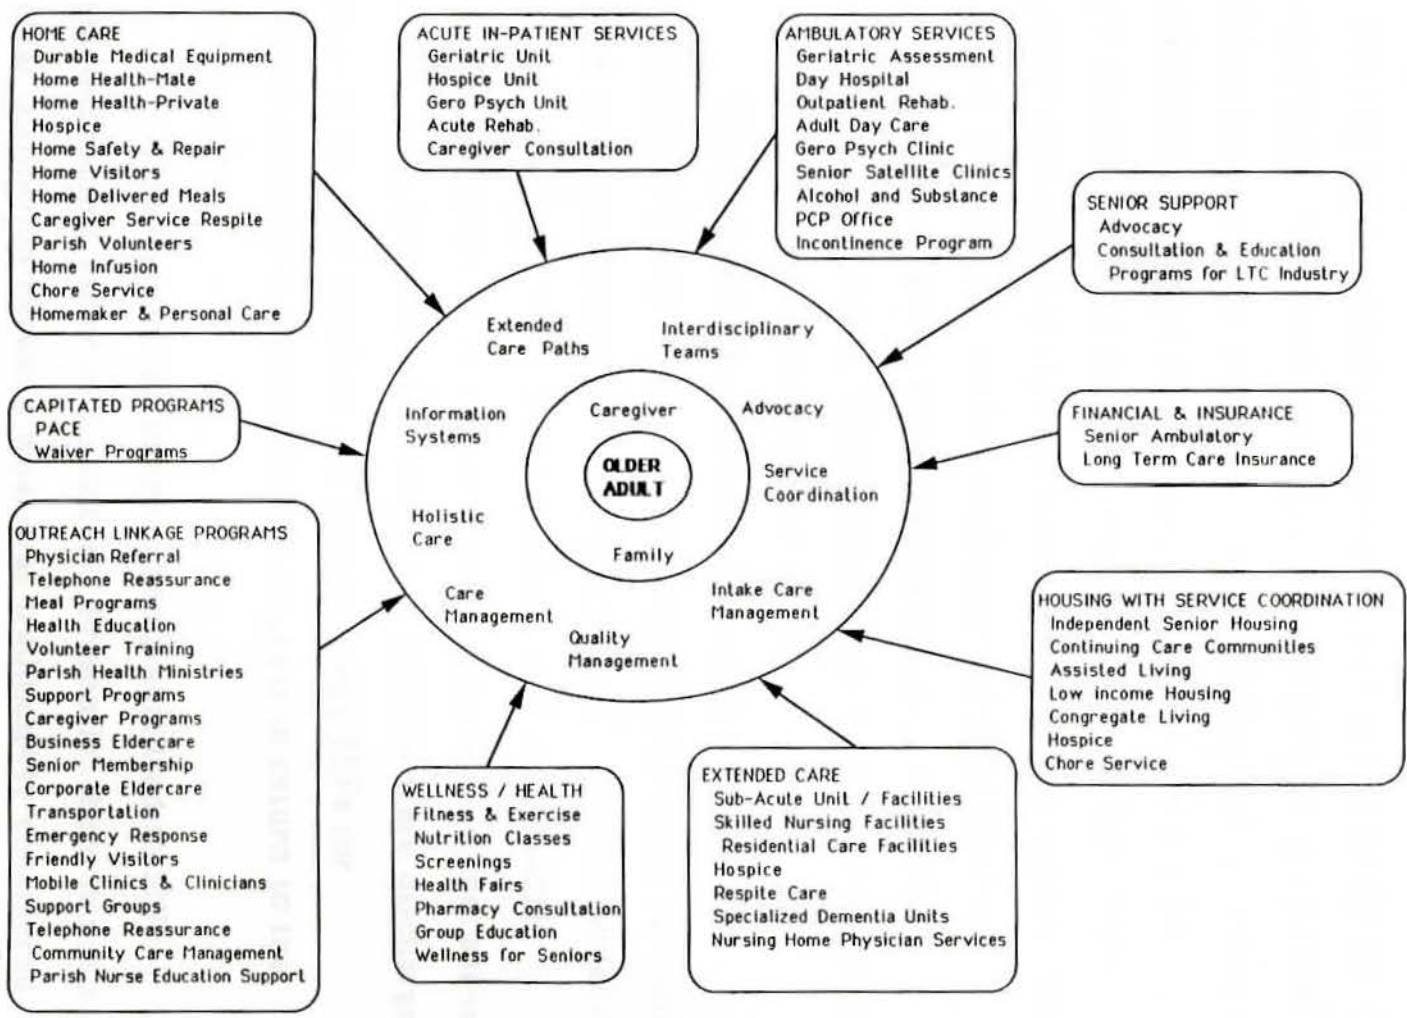 HOME CARE
Durable Medical Equipment
Home Health-Mate
Home Health-Private
Hospice
Home Safety & Repair
Home Visitors
Home Delivered Meals
Caregiver Service Respite
Parish Volunteers
Home Infusion
Chore Service
Homemaker & Personal Care
ACUTE IN-PATIENT SERVICES
Geriatric Unit
Hospice Unit
Gero Psych Unit
Acute Rehab.
Caregiver Consultation
AMBULATORY SERVICES
Geriatric Assessment
Day Hospital
Outpatient Rehab.
Adult Day Care
Gero Psych Clinic
Senior Satellite Clinics
Alcohol and Substance
PCP Office
Incontinence Program
SENIOR SUPPORT
Advocacy
Consultation & Education
Programs for LTC Industry
CAPITATED PROGRAMS
PACE
Waiver Programs
Extended
Care Paths
Interdisciplinary
Teams
Information
Systems
Caregiver
Advocacy
OLDER
ADULT
Service
Coordination
Holistic
Care
Family
Care
Management
Intake Care
Management
Quality
Management
FINANCIAL & INSURANCE
Senior Ambulatory
Long Term Care Insurance
OUTREACH LINKAGE PROGRAMS
Physician Referral
Telephone Reassurance
Meal Programs
Health Education
Volunteer Training
Parish Health Ministries
Support Programs
Caregiver Programs
Business Eldercare
Senior Membership
Corporate Eldercare
Transportation
Emergency Response
Friendly Visitors
Mobile Clinics & Clinicians
Support Groups
Telephone Reassurance
Community Care Management
Parish Nurse Education Support
WELLNESS / HEALTH
Fitness & Exercise
Nutrition Classes
Screenings
Health Fairs
Pharmacy Consultation
Group Education
Wellness for Seniors
EXTENDED CARE
Sub-Acute Unit / Facilities
Skilled Nursing Facilities
Residential Care Facilities
Hospice
Respite Care
Specialized Dementia Units
Nursing Home Physician Services
HOUSING WITH SERVICE COORDINATION
Independent Senior Housing
Continuing Care Communities
Assisted Living
Low income Housing
Congregate Living
Hospice
Chore Service